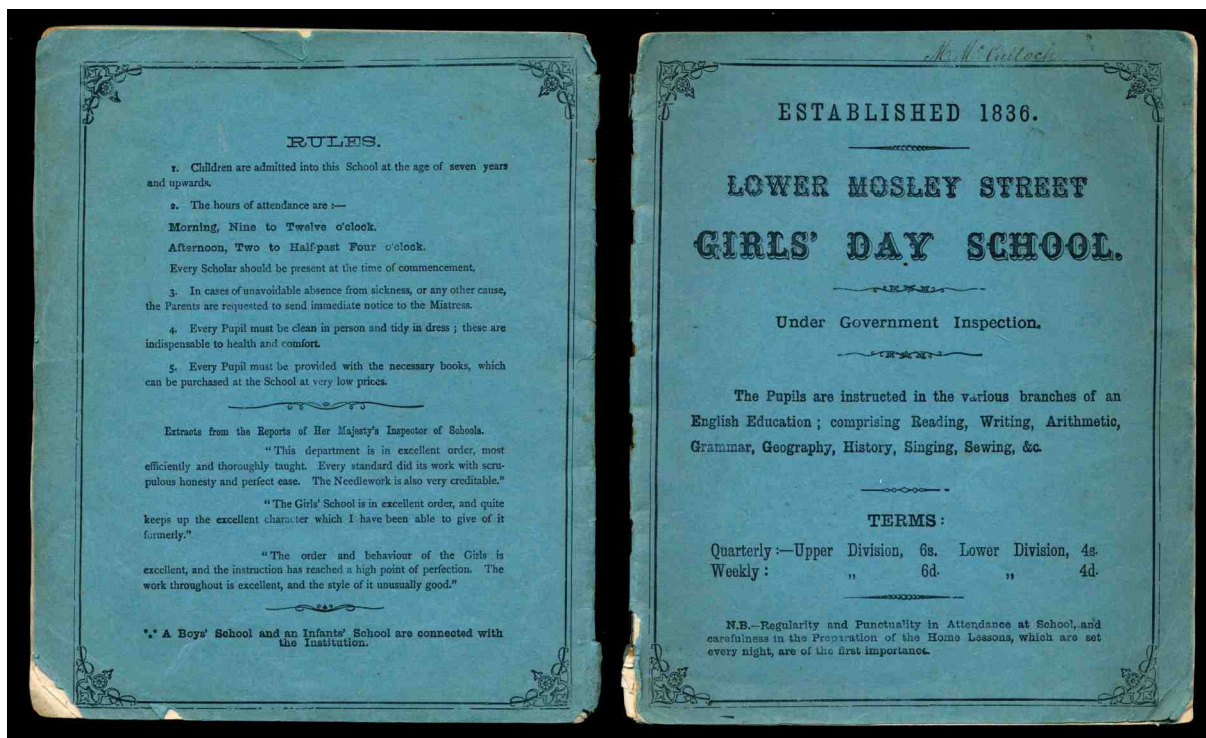 RULES.
1. Children are admitted into this School at the age of seven years
and upwards.
2. The hours of attendance are :—
Morning, Nine to Twelve o'clock.
Afternoon, Two to Half-past Four o'clock.
Every Scholar should be present at the time of commencement.
3. In cases of unavoidable absence from sickness, or any other cause,
the Parents are requested to send immediate notice to the Mistress.
4. Every Pupil must be clean in person and tidy in dress ; these are
indispensable to health and comfort.
5. Every Pupil must be provided with the necessary books, which
can be purchased at the School at very low prices.
Extracts from the Reports of Her Majesty's Inspector of Schools.
"This department is in excellent order, most
efficiently and thoroughly taught. Every standard did its work with scru-
pulous honesty and perfect ease. The Needlework is also very creditable."
"The Girls' School is in excellent order, and quite
keeps up the excellent character which I have been able to give of it
formerly."
"The order and behaviour of the Girls is
excellent, and the instruction has reached a high point of perfection. The
work throughout is excellent, and the style of it unusually good."
*⁎* A Boys' School and an Infants' School are connected with
the Institution.
M. Mc Culloch
ESTABLISHED 1836.
LOWER MOSLEY STREET
GIRLS' DAY SCHOOL.
Under Government Inspection.
The Pupils are instructed in the various branches of an
English Education ; comprising Reading, Writing, Arithmetic,
Grammar, Geography, History, Singing, Sewing, &c.
TERMS :
Quarterly :—Upper Division, 6s. Lower Division, 4s.
Weekly : „ 6d. „ 4d.
N.B.—Regularity and Punctuality in Attendance at School, and
carefulness in the Preparation of the Home Lessons, which are set
every night, are of the first importance.